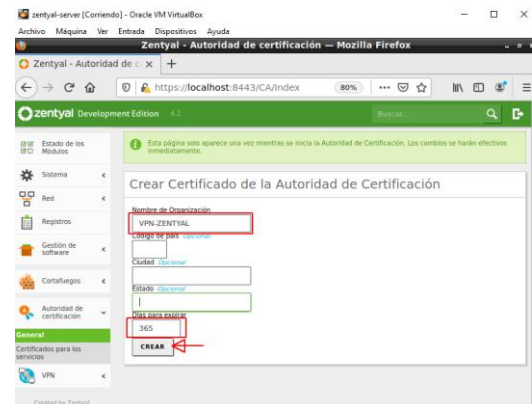 zentyal-server [Corriendo] - Oracle VM VirtualBox
Archivo Máquina Ver Entrada Dispositivos Ayuda
Zentyal - Autoridad de certificación — Mozilla Firefox
Zentyal - Autoridad de c
https://localhost:8443/CA/Index 80%
zentyal Development Edition 6.2 Buscar...
Estado de los Módulos
Sistema
Red
Registros
Gestión de software
Cortafuegos
Autoridad de certificación
General
Certificados para los servicios
VPN
Created by Zentyal
Esta página solo aparece una vez mientras se inicia la Autoridad de Certificación. Los cambios se harán efectivos
inmediatamente.
Crear Certificado de la Autoridad de Certificación
Nombre de Organización
VPN-ZENTYAL
Código de país Opcional
Ciudad Opcional
Estado Opcional
Días para expirar
365
CREAR